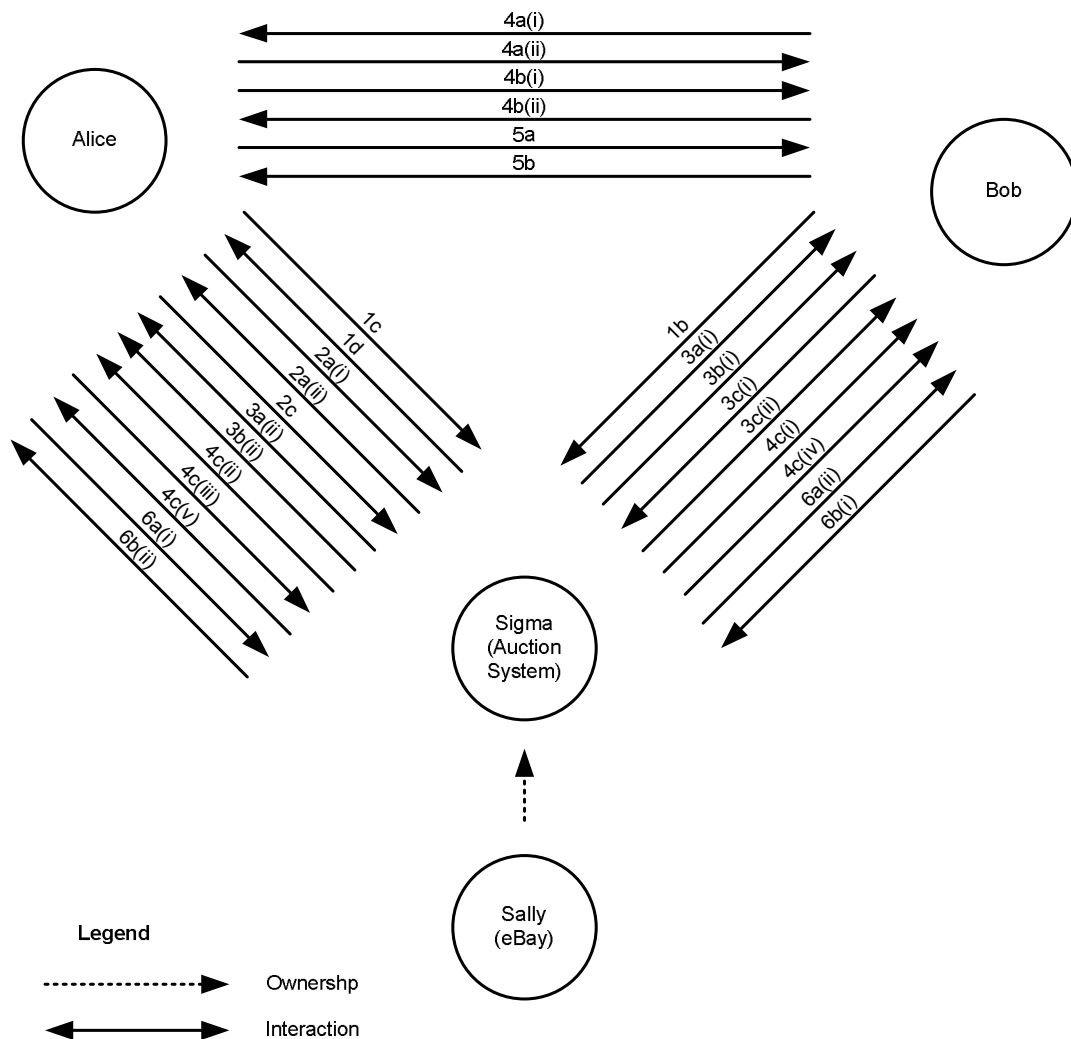 4a(i)
4a(ii)
4b(i)
4b(ii)
5a
5b
Alice
Bob
1c
1d
2a(i)
2a(ii)
2c
3a(ii)
3b(ii)
4c(ii)
4c(iii)
4c(v)
6a(i)
6b(ii)
1b
3a(i)
3b(i)
3c(i)
3c(ii)
4c(i)
4c(iv)
6a(ii)
6b(i)
Sigma
(Auction
System)
Sally
(eBay)
Legend
Ownershp
Interaction